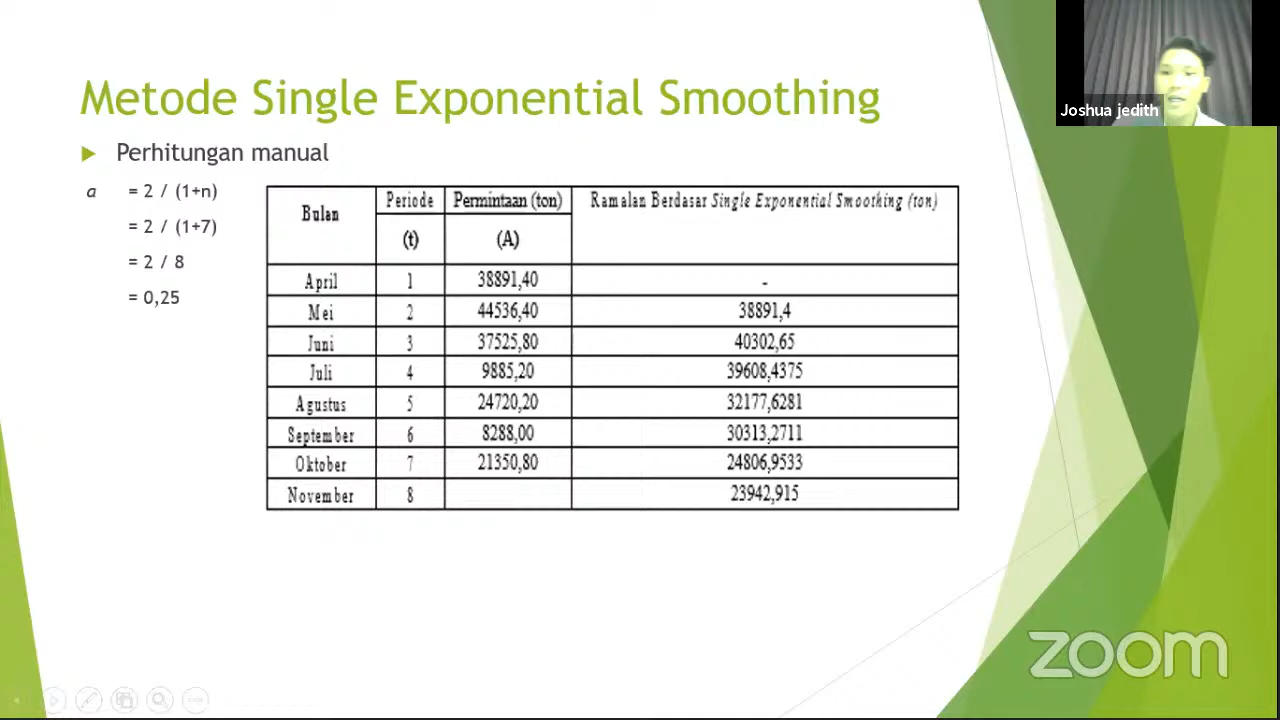 Metode Single Exponential Smoothing
Joshua jedith
Perhitungan manual
a = 2 / (1+n)
= 2 / (1+7)
= 2 / 8
= 0,25
Bulan Periode Permintaan (ton) Ramalan Berdasar Single Exponential Smoothing (ton)
(t) (A)
April 1 38891,40 -
Mei 2 44536,40 38891,4
Juni 3 37525,80 40302,65
Juli 4 9885,20 39608,4375
Agustus 5 24720,20 32177,6281
September 6 8288,00 30313,2711
Oktober 7 21350,80 24806,9533
November 8 23942,915
zoom